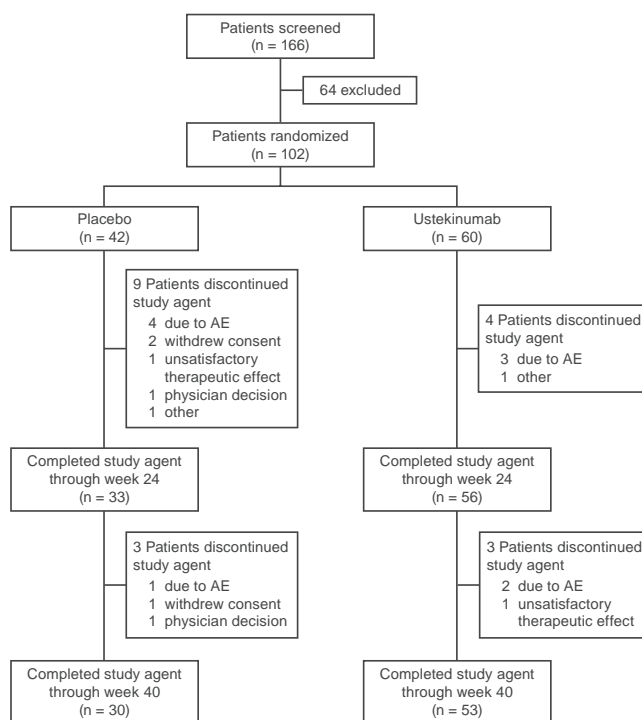 Patients screened
(n = 166)
64 excluded
Patients randomized
(n = 102)
Placebo
(n = 42)
Ustekinumab
(n = 60)
9 Patients discontinued
study agent
4 due to AE
2 withdrew consent
1 unsatisfactory
therapeutic effect
1 physician decision
1 other
4 Patients discontinued
study agent
3 due to AE
1 other
Completed study agent
through week 24
(n = 33)
Completed study agent
through week 24
(n = 56)
3 Patients discontinued
study agent
1 due to AE
1 withdrew consent
1 physician decision
3 Patients discontinued
study agent
2 due to AE
1 unsatisfactory
therapeutic effect
Completed study agent
through week 40
(n = 30)
Completed study agent
through week 40
(n = 53)